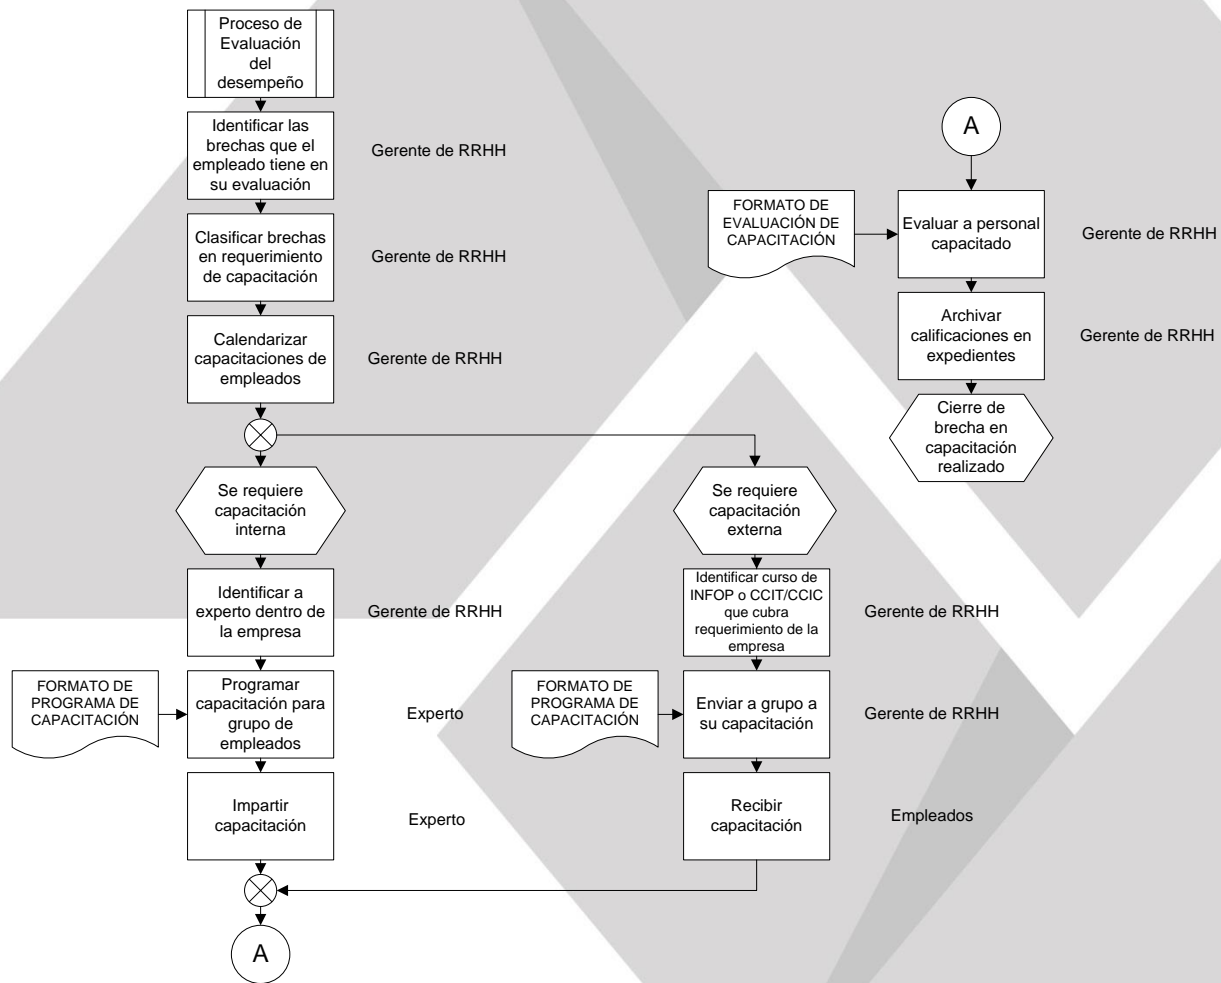 Proceso de
Evaluación
del
desempeño
Identificar las
brechas que el
empleado tiene en
su evaluación
Gerente de RRHH
Clasificar brechas
en requerimiento
de capacitación
Gerente de RRHH
Calendarizar
capacitaciones de
empleados
Gerente de RRHH
Se requiere
capacitación
interna
Identificar a
experto dentro de
la empresa
Gerente de RRHH
FORMATO DE
PROGRAMA DE
CAPACITACIÓN
Programar
capacitación para
grupo de
empleados
Experto
Impartir
capacitación
Experto
A
Se requiere
capacitación
externa
Identificar curso de
INFOP o CCIT/CCIC
que cubra
requerimiento de la
empresa
Gerente de RRHH
FORMATO DE
PROGRAMA DE
CAPACITACIÓN
Enviar a grupo a
su capacitación
Gerente de RRHH
Recibir
capacitación
Empleados
A
FORMATO DE
EVALUACIÓN DE
CAPACITACIÓN
Evaluar a personal
capacitado
Gerente de RRHH
Archivar
calificaciones en
expedientes
Gerente de RRHH
Cierre de
brecha en
capacitación
realizado